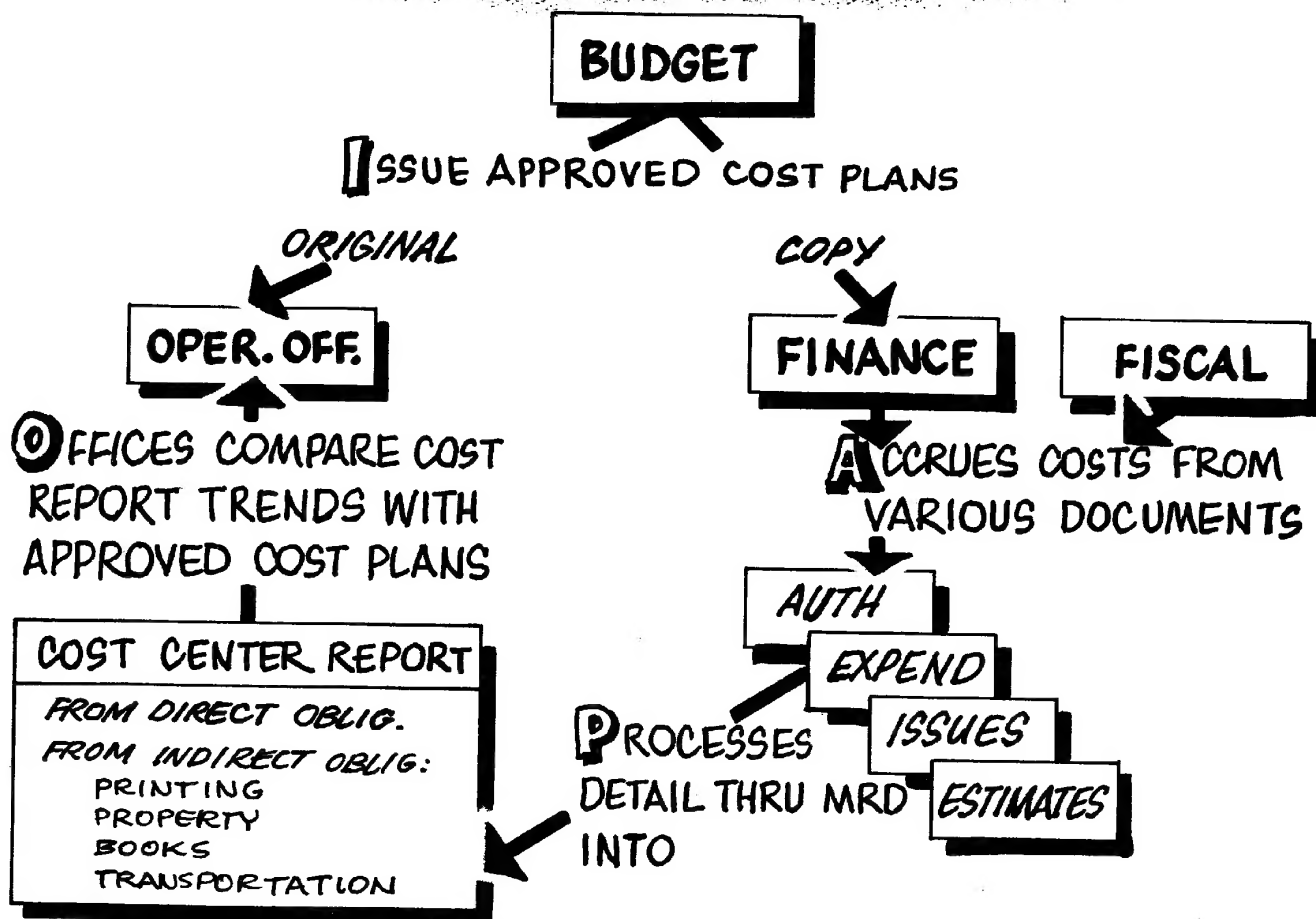 BUDGET
ISSUE APPROVED COST PLANS
ORIGINAL
COPY
OPER. OFF.
FINANCE
FISCAL
OFFICES COMPARE COST
REPORT TRENDS WITH
APPROVED COST PLANS
ACCRUES COSTS FROM
VARIOUS DOCUMENTS
AUTH
EXPEND
ISSUES
ESTIMATES
PROCESSES
DETAIL THRU MRD
INTO
COST CENTER REPORT
FROM DIRECT OBLIG.
FROM INDIRECT OBLIG:
PRINTING
PROPERTY
BOOKS
TRANSPORTATION